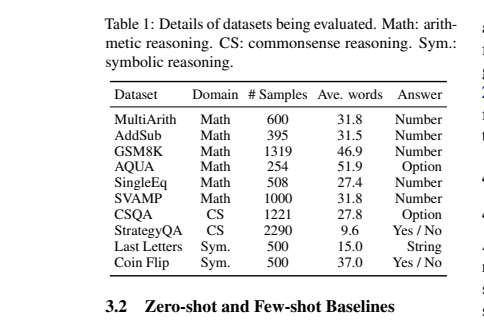 Table 1: Details of datasets being evaluated. Math: arith-
metic reasoning. CS: commonsense reasoning. Sym.:
symbolic reasoning.
Dataset Domain # Samples Ave. words Answer
MultiArith Math 600 31.8 Number
AddSub Math 395 31.5 Number
GSM8K Math 1319 46.9 Number
AQUA Math 254 51.9 Option
SingleEq Math 508 27.4 Number
SVAMP Math 1000 31.8 Number
CSQA CS 1221 27.8 Option
StrategyQA CS 2290 9.6 Yes / No
Last Letters Sym. 500 15.0 String
Coin Flip Sym. 500 37.0 Yes / No
3.2 Zero-shot and Few-shot Baselines